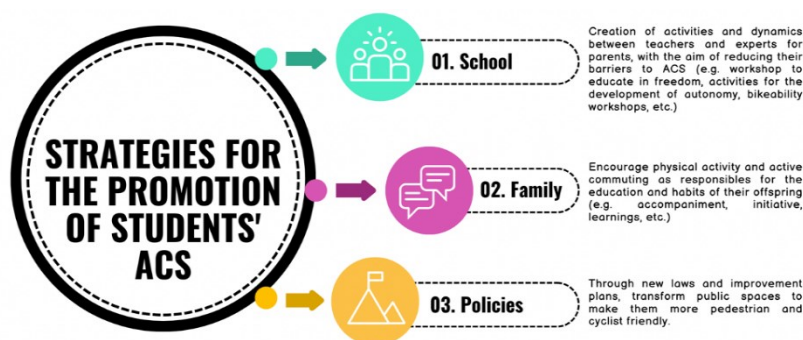 STRATEGIES FOR
THE PROMOTION
OF STUDENTS'
ACS
01. School
Creation of activities and dynamics
between teachers and experts for
parents, with the aim of reducing their
barriers to ACS (e.g. workshop to
educate in freedom, activities for the
development of autonomy, bikeability
workshops, etc.)
02. Family
Encourage physical activity and active
commuting as responsible for the
education and habits of their offspring
(e.g. accompaniment, initiative,
learnings, etc.)
03. Policies
Through new laws and improvement
plans, transform public spaces to
make them more pedestrian and
cyclist friendly.